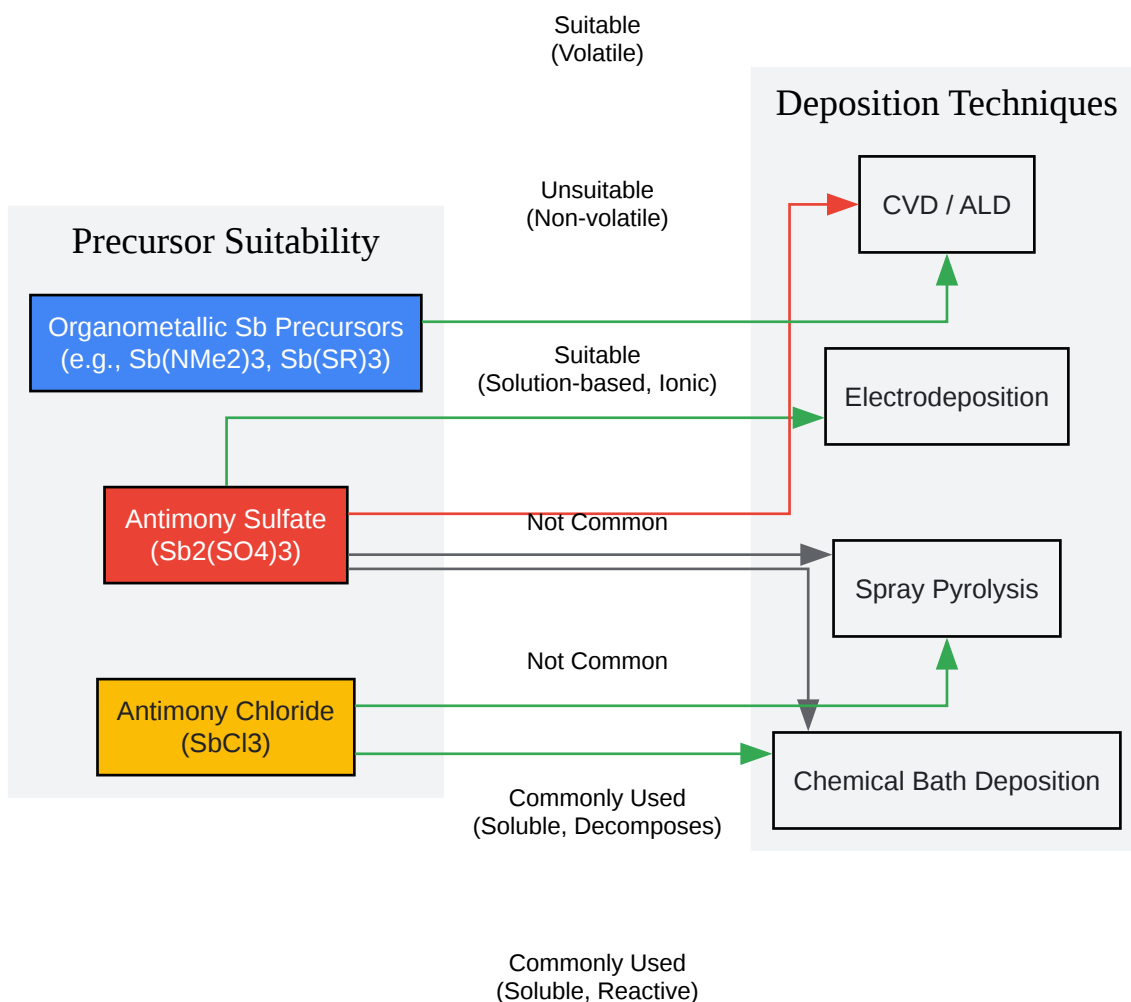 Suitable
(Volatile)
Deposition Techniques
CVD / ALD
Unsuitable
(Non-volatile)
Precursor Suitability
Organometallic Sb Precursors
(e.g., Sb(NMe2)3, Sb(SR)3)
Suitable
(Solution-based, Ionic)
Electrodeposition
Antimony Sulfate
(Sb2(SO4)3)
Not Common
Spray Pyrolysis
Not Common
Antimony Chloride
(SbCl3)
Chemical Bath Deposition
Commonly Used
(Soluble, Decomposes)
Commonly Used
(Soluble, Reactive)